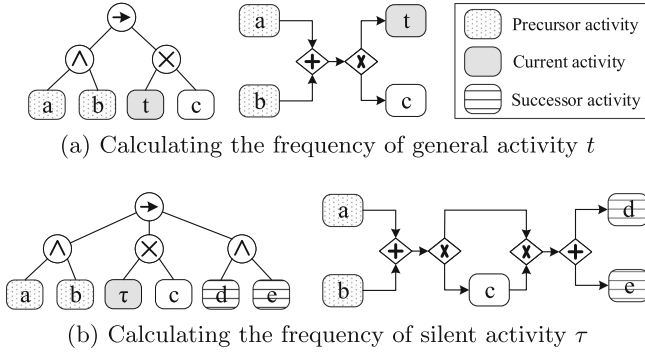 a
t
Precursor activity
a b t c
b
c
Current activity
Successor activity
(a) Calculating the frequency of general activity t
a
d
a b τ c d e
b
c
e
(b) Calculating the frequency of silent activity τ